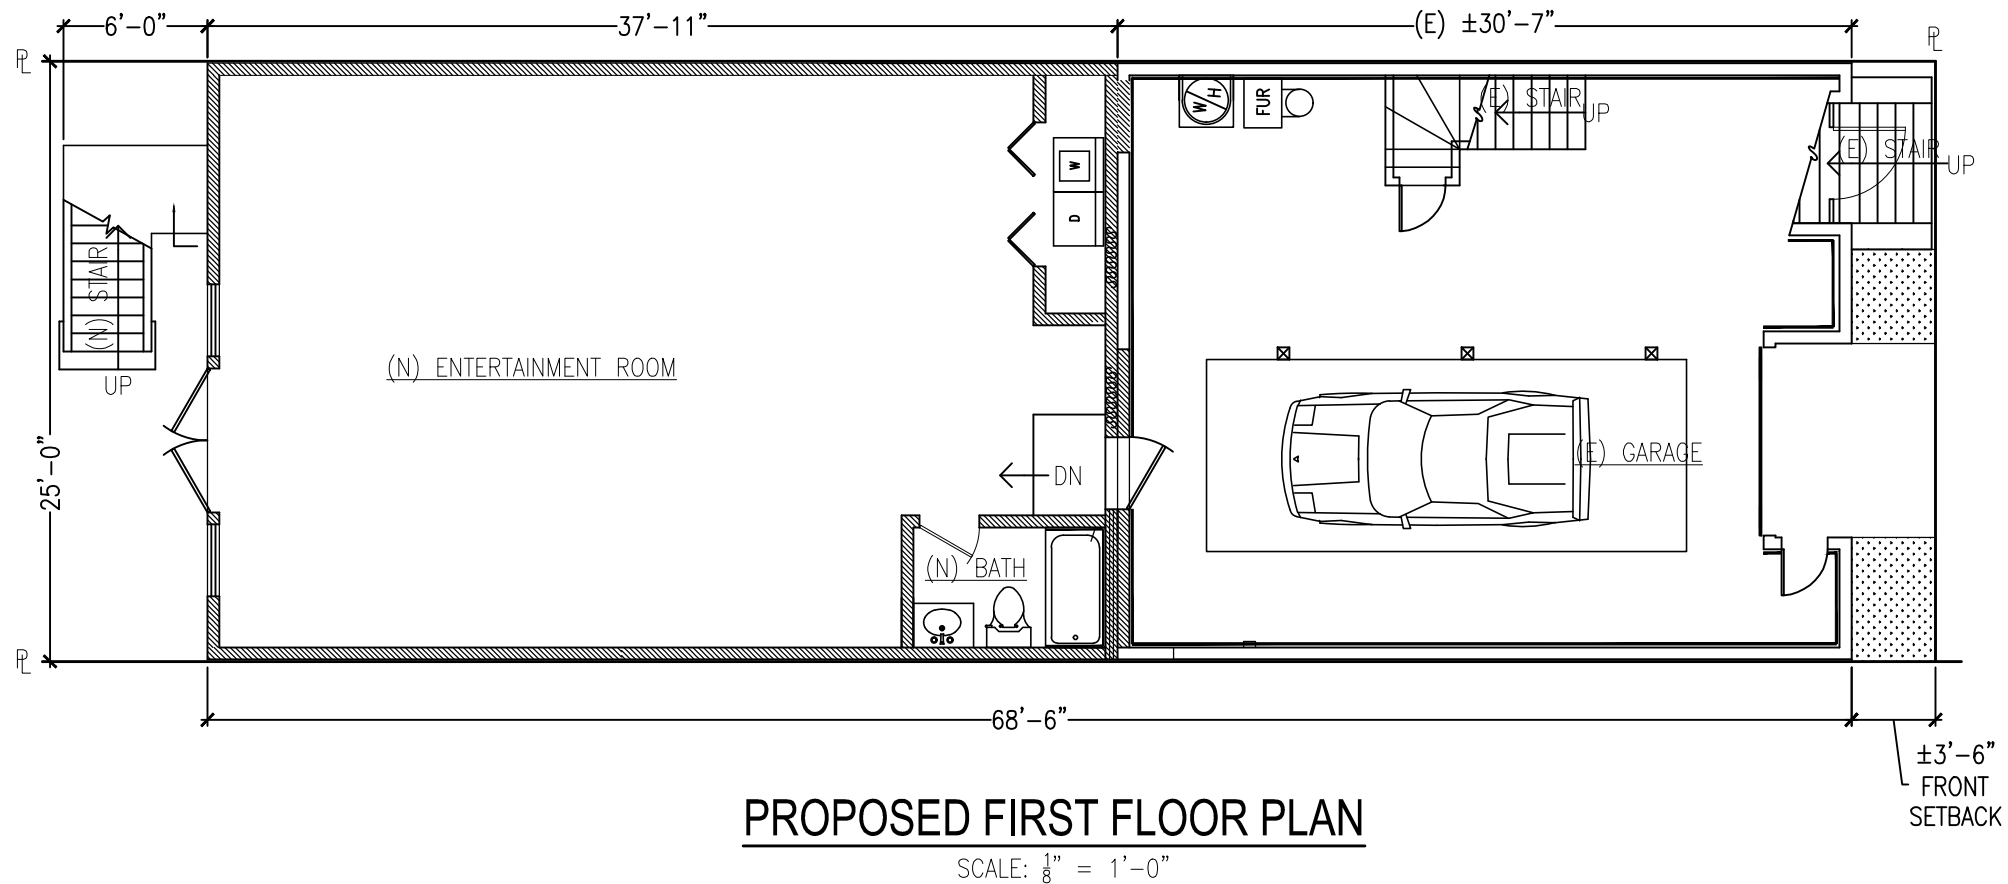 6'-0"
37'-11"
(E) ±30'-7"
PL
PL
W H
FUR
(E) STAIR
UP
(E) STAIR
UP
W
D
(N) STAIR
UP
(N) ENTERTAINMENT ROOM
25'-0"
DN
(E) GARAGE
(N) BATH
PL
68'-6"
±3'-6"
FRONT
SETBACK
PROPOSED FIRST FLOOR PLAN
SCALE: 1/8" = 1'-0"